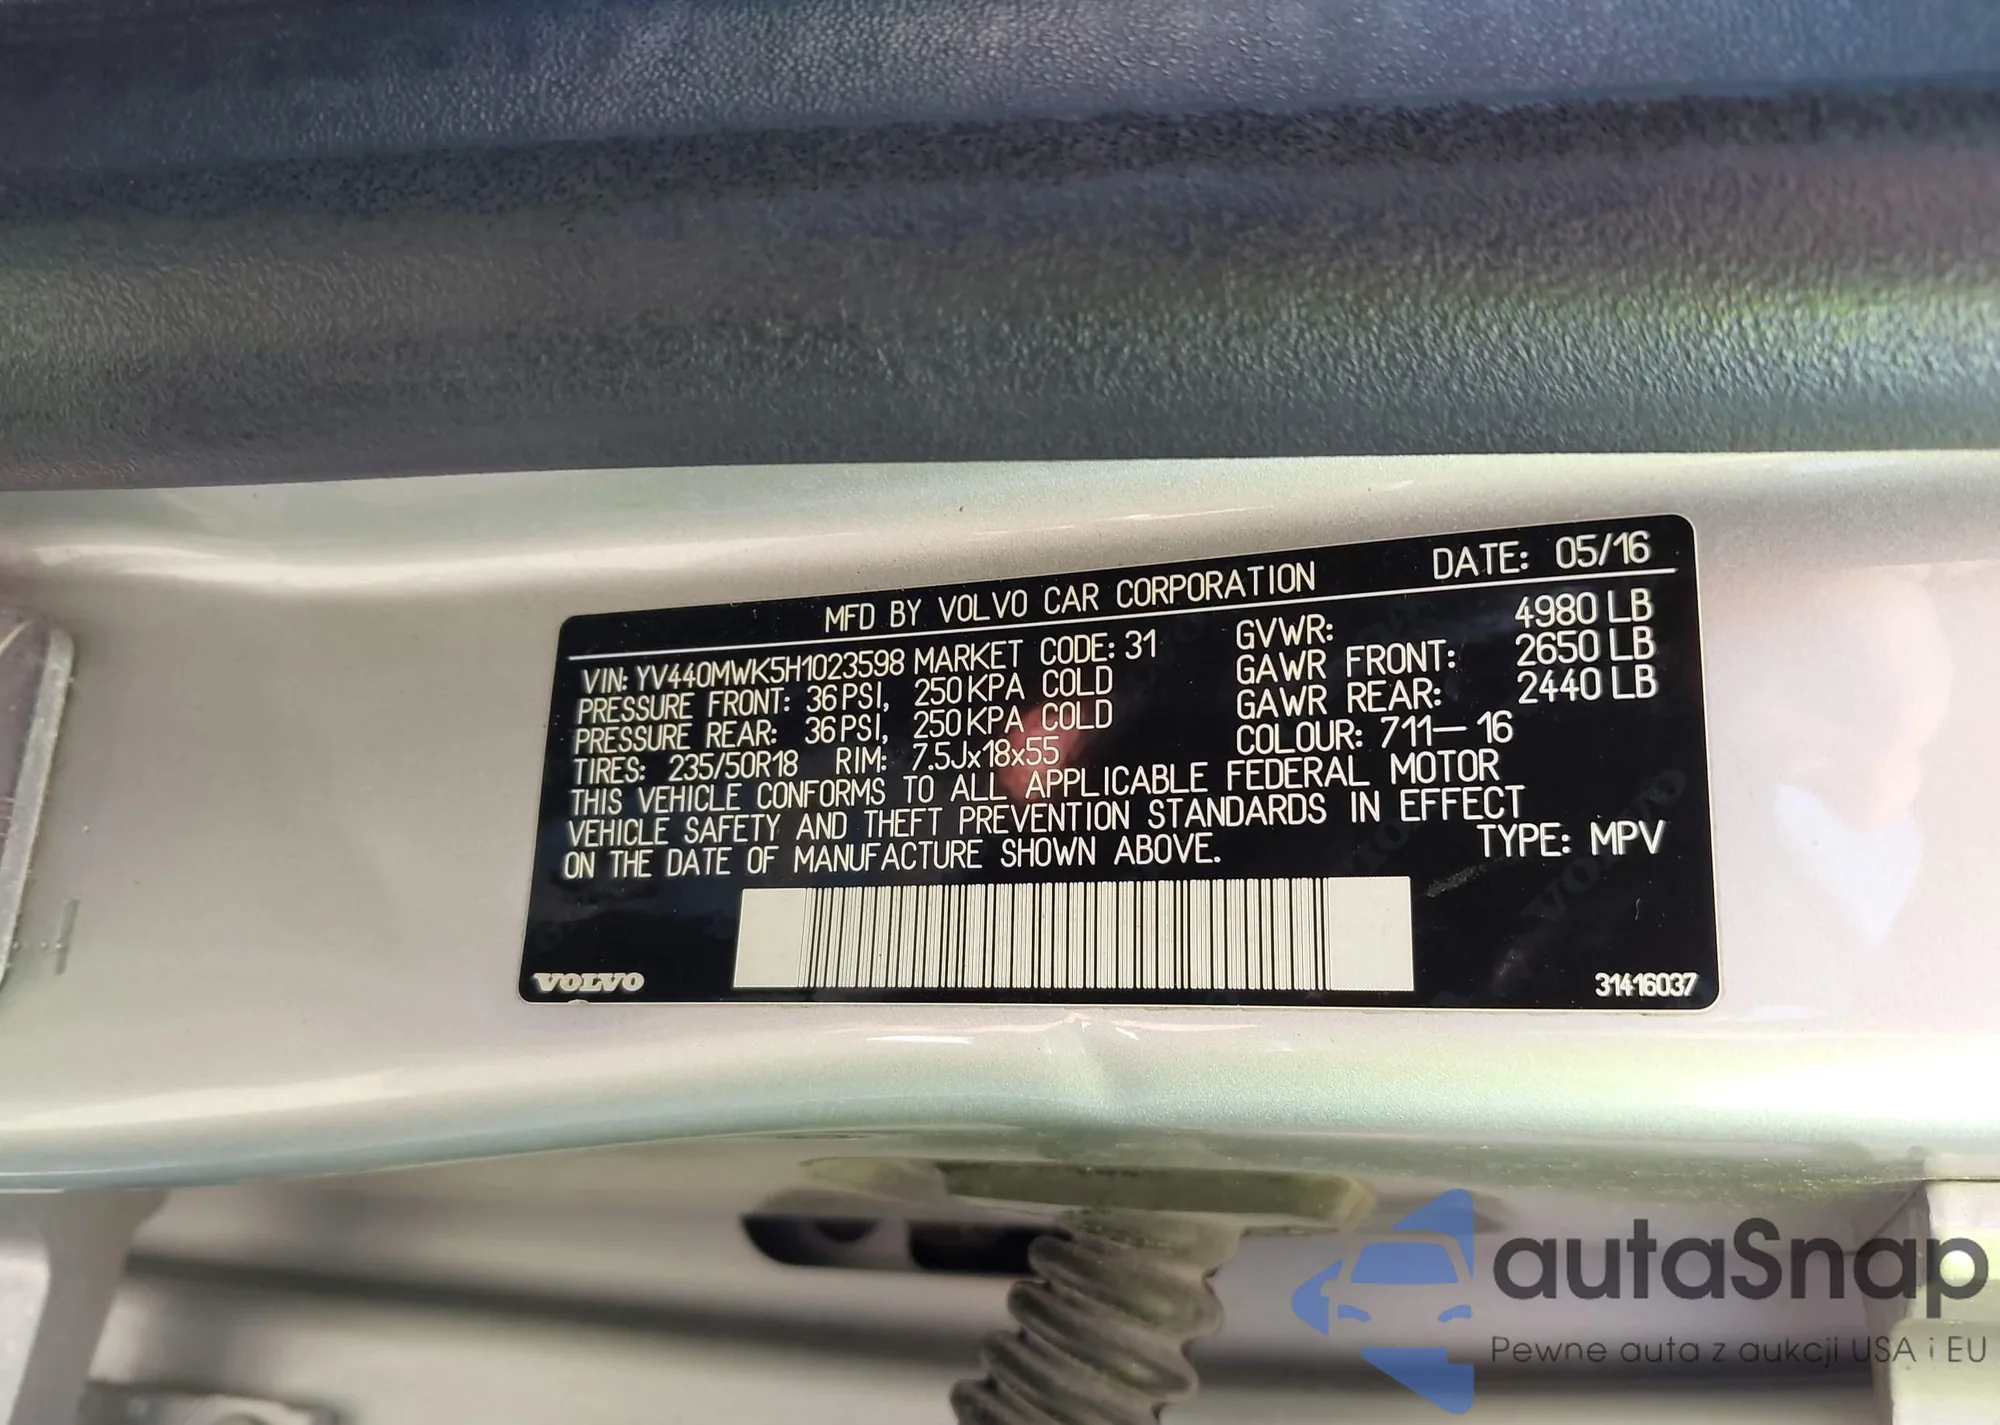 MFD BY VOLVO CAR CORPORATION DATE: 05/16
VIN: YV440MWK5H1023598 MARKET CODE: 31 GVWR: 4980 LB
PRESSURE FRONT: 36 PSI, 250 KPA COLD GAWR FRONT: 2650 LB
PRESSURE REAR: 36 PSI, 250 KPA COLD GAWR REAR: 2440 LB
TIRES: 235/50R18 RIM: 7.5Jx18x55 COLOUR: 711-16
THIS VEHICLE CONFORMS TO ALL APPLICABLE FEDERAL MOTOR
VEHICLE SAFETY AND THEFT PREVENTION STANDARDS IN EFFECT
ON THE DATE OF MANUFACTURE SHOWN ABOVE. TYPE: MPV
VOLVO 31416037
autaSnap
Pewne auta z aukcji USA i EU